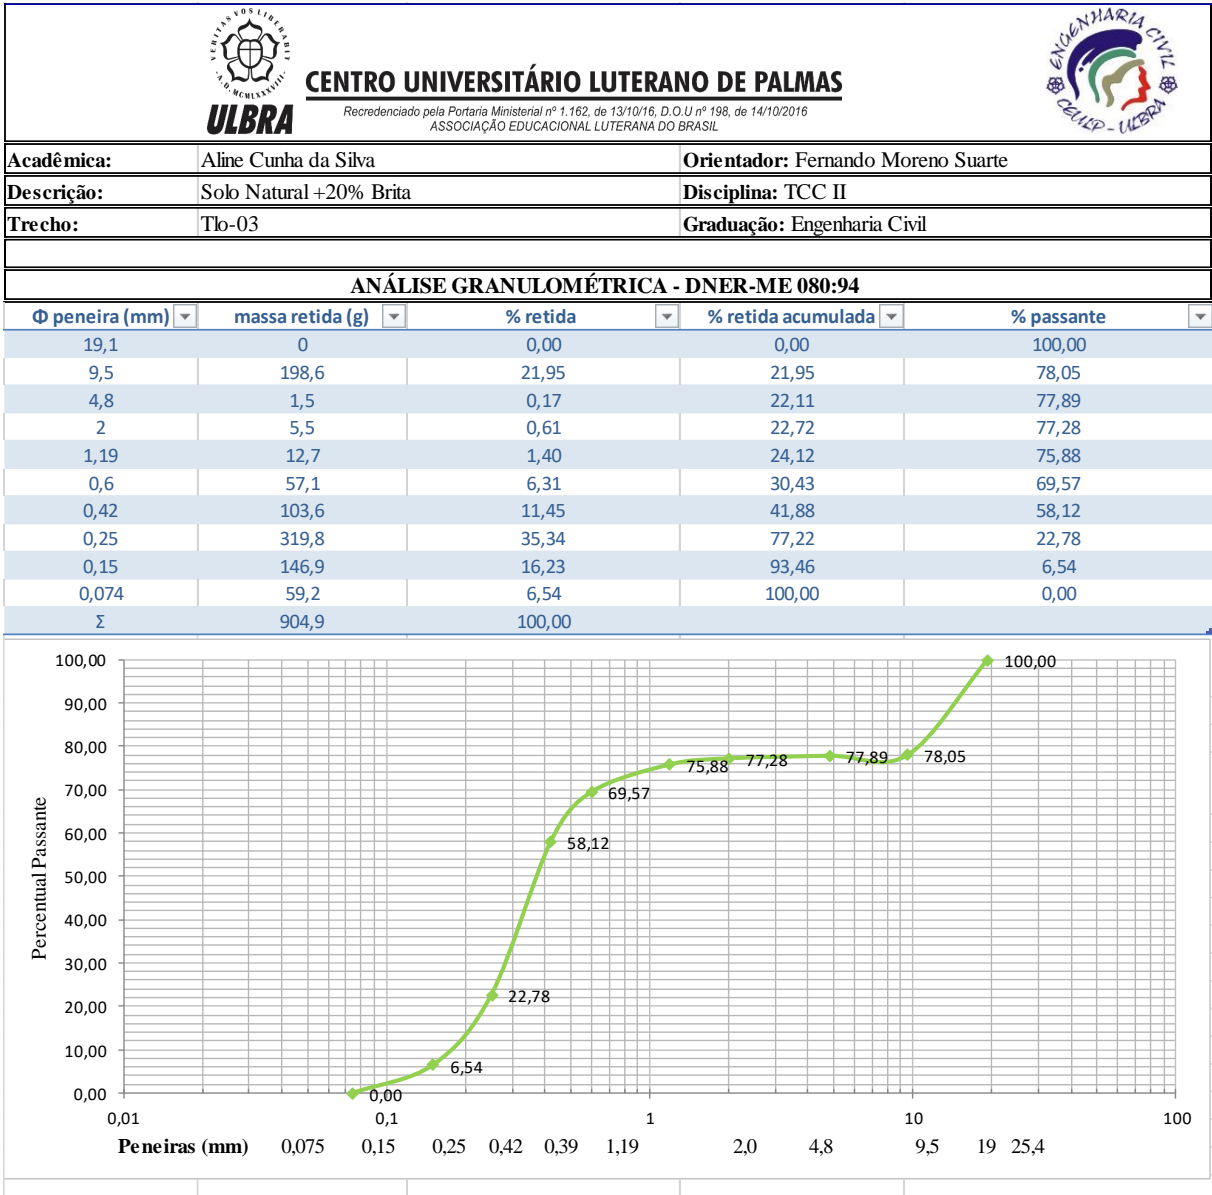 VERITAS VOS LIBERABIT
A.D. MCMLXXXVIII
ULBRA
CENTRO UNIVERSITÁRIO LUTERANO DE PALMAS
Recredenciado pela Portaria Ministerial nº 1.162, de 13/10/16, D.O.U nº 198, de 14/10/2016
ASSOCIAÇÃO EDUCACIONAL LUTERANA DO BRASIL
ENGENHARIA CIVIL
CEULP - ULBRA
Acadêmica: Aline Cunha da Silva Orientador: Fernando Moreno Suarte
Descrição: Solo Natural +20% Brita Disciplina: TCC II
Trecho: Tlo-03 Graduação: Engenharia Civil
ANÁLISE GRANULOMÉTRICA - DNER-ME 080:94
Φ peneira (mm) massa retida (g) % retida % retida acumulada % passante
19,1 0 0,00 0,00 100,00
9,5 198,6 21,95 21,95 78,05
4,8 1,5 0,17 22,11 77,89
2 5,5 0,61 22,72 77,28
1,19 12,7 1,40 24,12 75,88
0,6 57,1 6,31 30,43 69,57
0,42 103,6 11,45 41,88 58,12
0,25 319,8 35,34 77,22 22,78
0,15 146,9 16,23 93,46 6,54
0,074 59,2 6,54 100,00 0,00
Σ 904,9 100,00
Percentual Passante
100,00
90,00
80,00
70,00
60,00
50,00
40,00
30,00
20,00
10,00
0,00
100,00
78,05
77,89
77,28
75,88
69,57
58,12
22,78
6,54
0,00
0,01 0,1 1 10 100
Peneiras (mm) 0,075 0,15 0,25 0,42 0,39 1,19 2,0 4,8 9,5 19 25,4